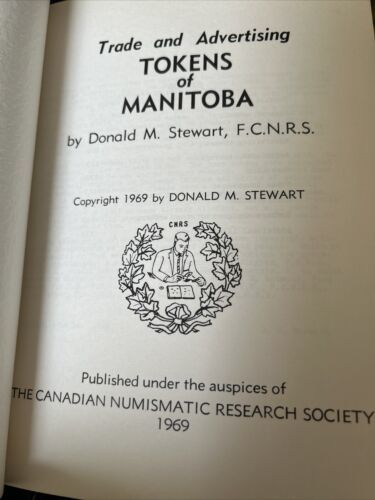 Trade and Advertising
TOKENS
of
MANITOBA
by Donald M. Stewart, F.C.N.R.S.
Copyright 1969 by DONALD M. STEWART
CNRS
Published under the auspices of
THE CANADIAN NUMISMATIC RESEARCH SOCIETY
1969